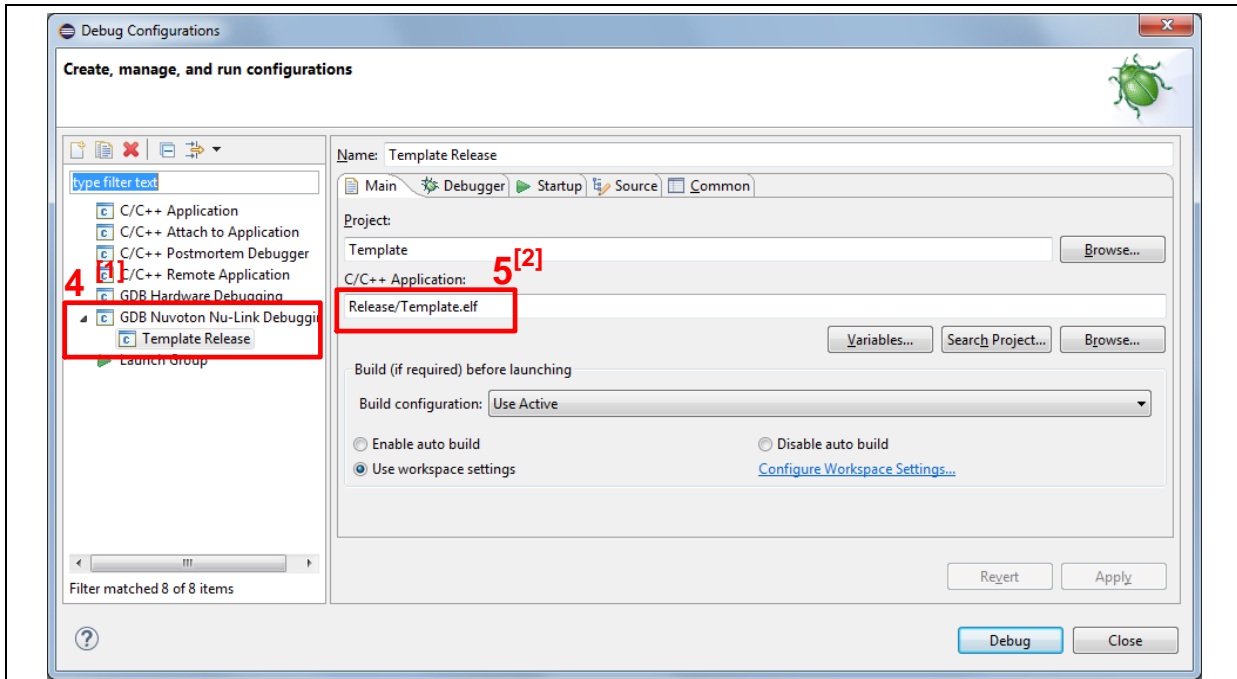 Debug Configurations
Create, manage, and run configurations
Name: Template Release
type filter text
Main Debugger Startup Source Common
C/C++ Application
C/C++ Attach to Application
C/C++ Postmortem Debugger
C/C++ Remote Application
GDB Hardware Debugging
GDB Nuvoton Nu-Link Debuggi
Template Release
Launch Group
4 [1]
Project:
Template
Browse...
5 [2]
C/C++ Application:
Release/Template.elf
Variables... Search Project... Browse...
Build (if required) before launching
Build configuration: Use Active
Enable auto build
Disable auto build
Use workspace settings
Configure Workspace Settings...
Filter matched 8 of 8 items
Revert Apply
? Debug Close